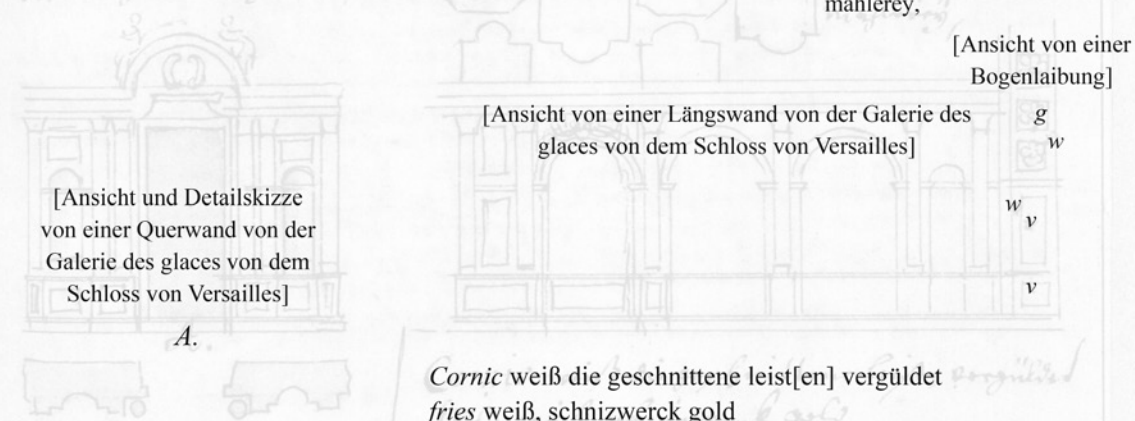 mahlerey,
[Ansicht von einer
Bogenlaibung]
[Ansicht von einer Längswand von der Galerie des
glaces von dem Schloss von Versailles]
g
w
[Ansicht und Detailskizze
von einer Querwand von der
Galerie des glaces von dem
Schloss von Versailles]
w
v
v
A.
Cornic weiß die geschnittene leist[en] vergüldet
fries weiß, schnizwerck gold